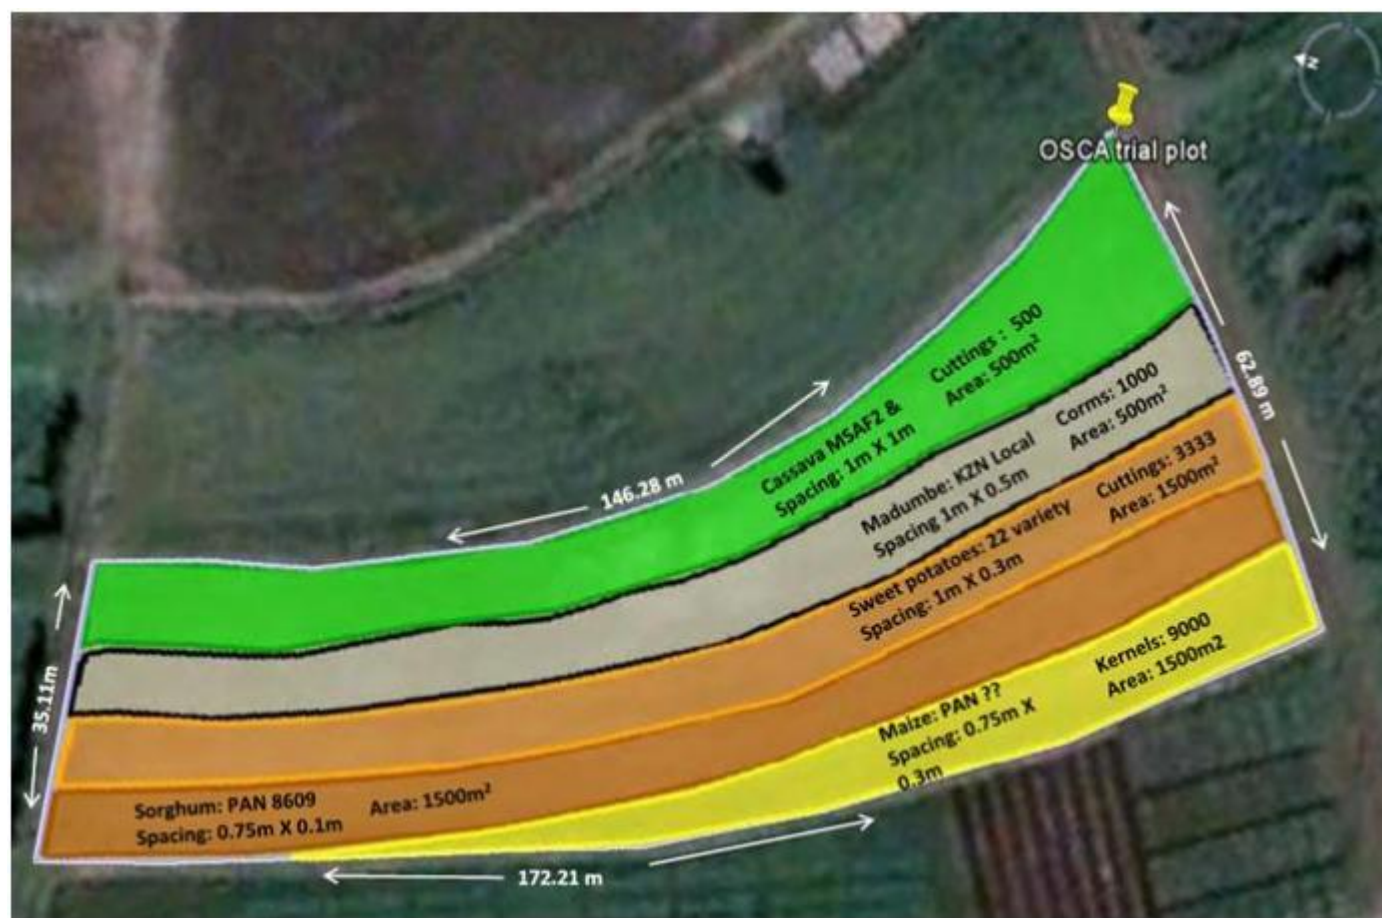 N
OSCA trial plot
Cuttings : 500
Area: 500m²
Cassava MSAF2 &
Spacing: 1m X 1m
62.89 m
146.28 m
Corms: 1000
Area: 500m²
Madumbe: KZN Local
Spacing 1m X 0.5m
Cuttings: 3333
Area: 1500m²
Sweet potatoes: 22 variety
Spacing: 1m X 0.3m
35.11m
Kernels: 9000
Area: 1500m2
Maize: PAN ??
Spacing: 0.75m X
0.3m
Sorghum: PAN 8609
Spacing: 0.75m X 0.1m
Area: 1500m²
172.21 m